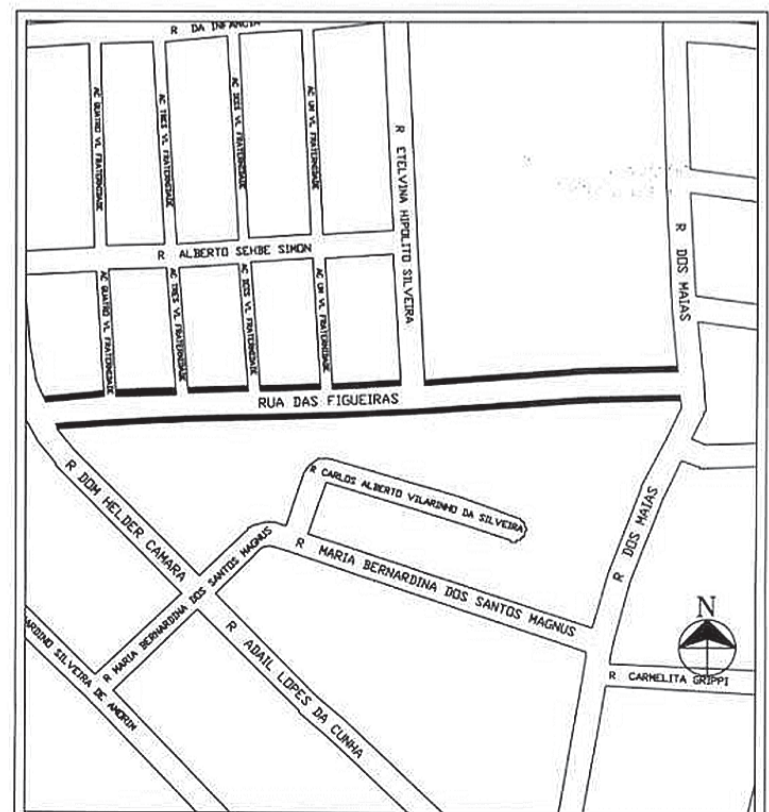 R DA INFANCIA
AC QUATRO VL FRATERNIDADE
AC TRES VL FRATERNIDADE
AC DOIS VL FRATERNIDADE
AC UM VL FRATERNIDADE
R ETELVINA HIPOLITO SILVEIRA
R DOS MAIAS
R ALBERTO SEHBE SIMON
AC QUATRO VL FRATERNIDADE
AC TRES VL FRATERNIDADE
AC DOIS VL FRATERNIDADE
AC UM VL FRATERNIDADE
RUA DAS FIGUEIRAS
R DOM HELDER CAMARA
R CARLOS ALBERTO VILARINHO DA SILVEIRA
R DOS MAIAS
R MARIA BERNARDINA DOS SANTOS MAGNUS
R MARIA BERNARDINA DOS SANTOS MAGNUS
N
ARDINO SILVEIRA DE AMORIM
R ADAIL LOPES DA CUNHA
R CARMELITA GRIPPI